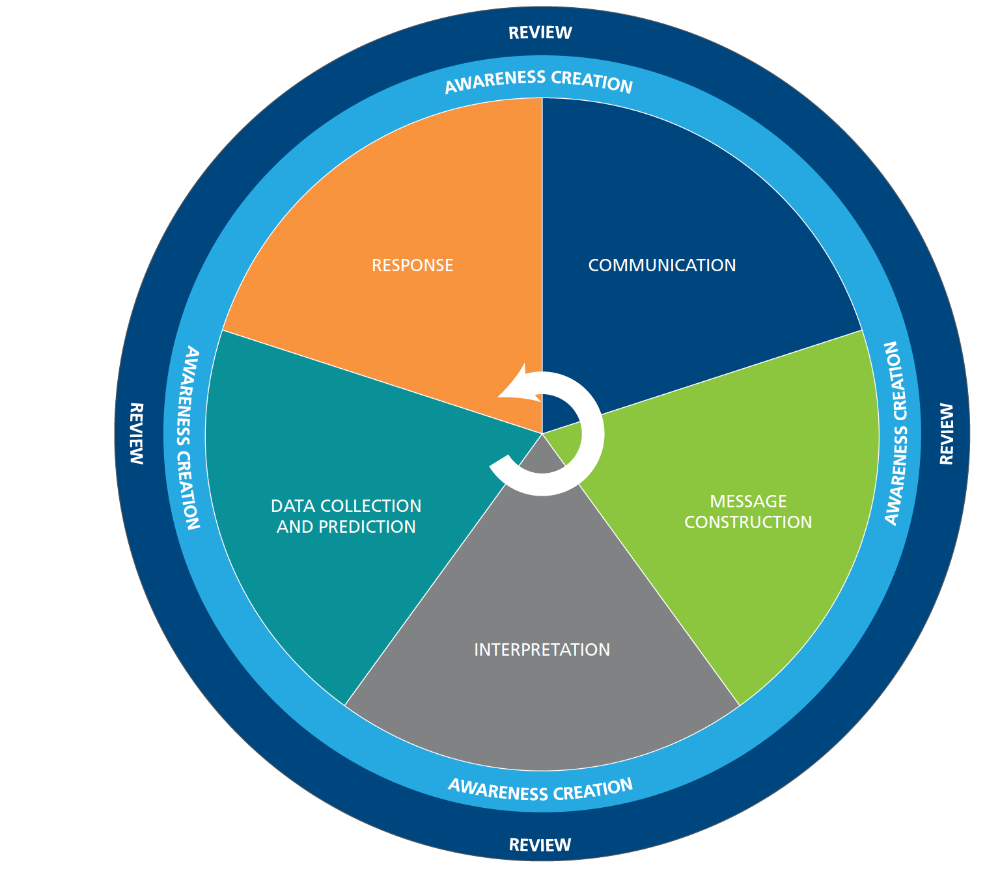 REVIEW
AWARENESS CREATION
RESPONSE
COMMUNICATION
AWARENESS CREATION
REVIEW
AWARENESS CREATION
REVIEW
DATA COLLECTION
AND PREDICTION
MESSAGE
CONSTRUCTION
INTERPRETATION
AWARENESS CREATION
REVIEW